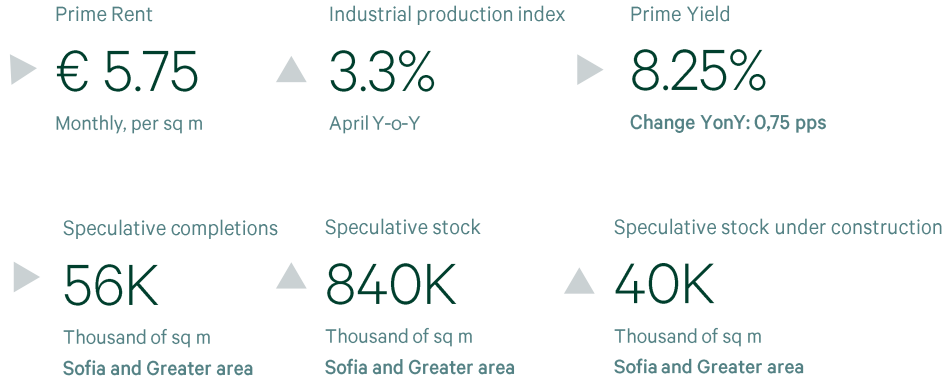 Prime Rent
€ 5.75
Monthly, per sq m
Industrial production index
3.3%
April Y-o-Y
Prime Yield
8.25%
Change YonY: 0,75 pps
Speculative completions
56K
Thousand of sq m
Sofia and Greater area
Speculative stock
840K
Thousand of sq m
Sofia and Greater area
Speculative stock under construction
40K
Thousand of sq m
Sofia and Greater area